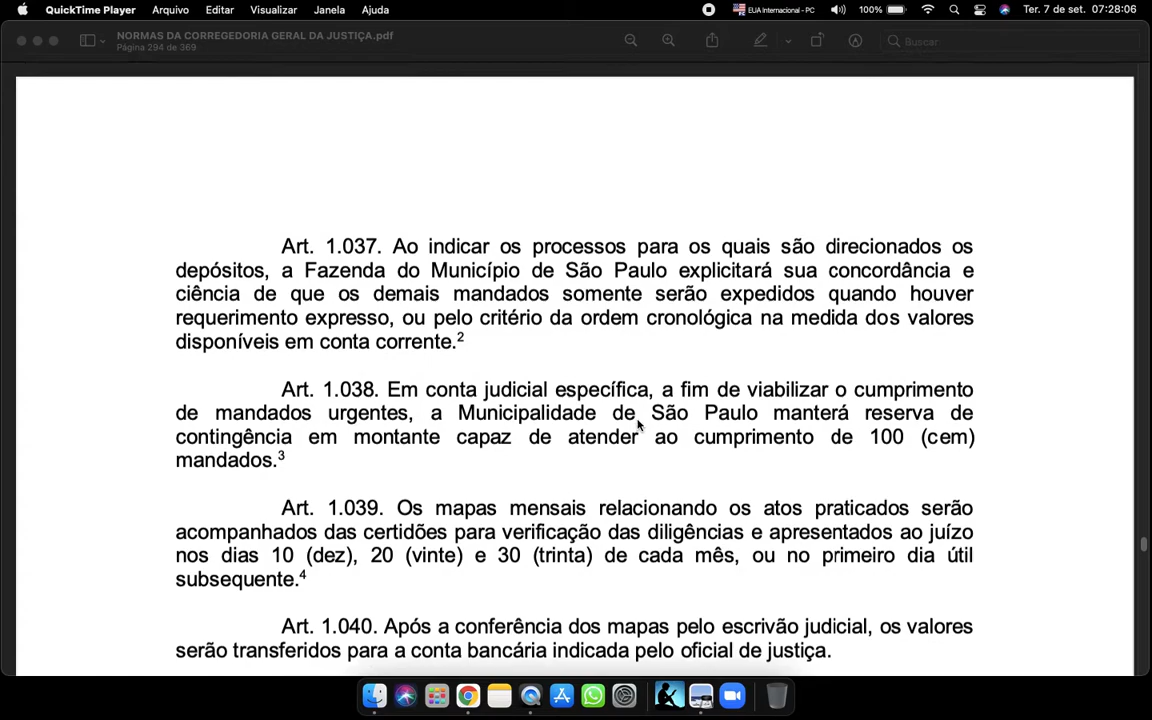 QuickTime Player Arquivo Editar Visualizar Janela Ajuda EUA Internacional - PC 100% Ter. 7 de set. 07:28:06
NORMAS DA CORREGEDORIA GERAL DA JUSTIÇA.pdf
Página 294 de 369
Buscar
Art. 1.037. Ao indicar os processos para os quais são direcionados os
depósitos, a Fazenda do Município de São Paulo explicitará sua concordância e
ciência de que os demais mandados somente serão expedidos quando houver
requerimento expresso, ou pelo critério da ordem cronológica na medida dos valores
disponíveis em conta corrente.²
Art. 1.038. Em conta judicial específica, a fim de viabilizar o cumprimento
de mandados urgentes, a Municipalidade de São Paulo manterá reserva de
contingência em montante capaz de atender ao cumprimento de 100 (cem)
mandados.³
Art. 1.039. Os mapas mensais relacionando os atos praticados serão
acompanhados das certidões para verificação das diligências e apresentados ao juízo
nos dias 10 (dez), 20 (vinte) e 30 (trinta) de cada mês, ou no primeiro dia útil
subsequente.⁴
Art. 1.040. Após a conferência dos mapas pelo escrivão judicial, os valores
serão transferidos para a conta bancária indicada pelo oficial de justiça.